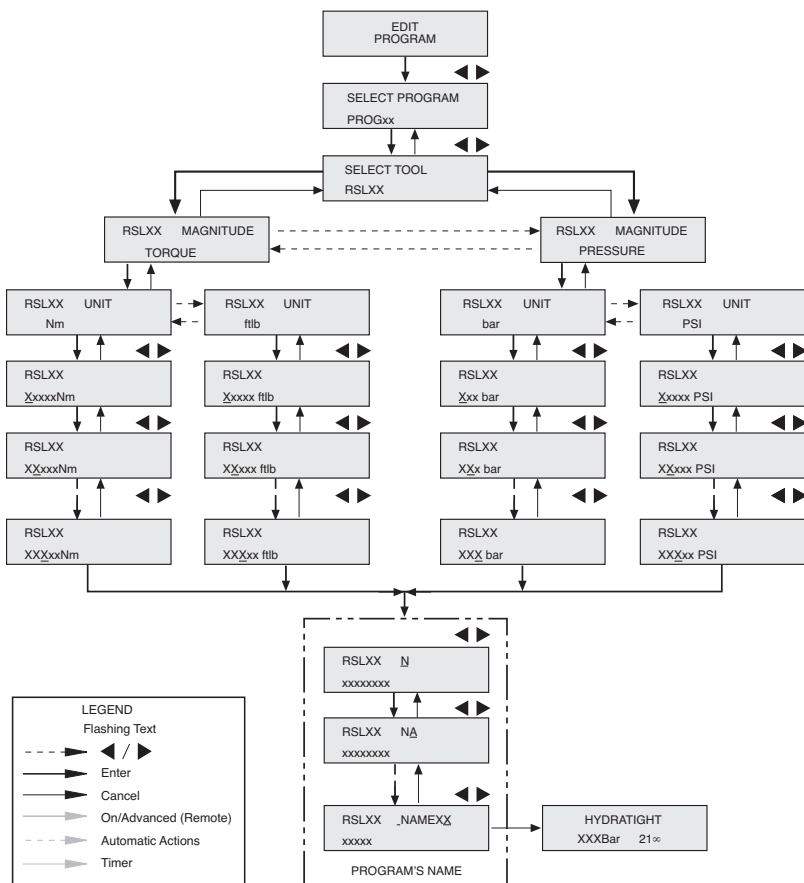 EDIT
PROGRAM
SELECT PROGRAM
PROGxx
SELECT TOOL
RSLXX
RSLXX MAGNITUDE
TORQUE
RSLXX MAGNITUDE
PRESSURE
RSLXX UNIT
Nm
RSLXX UNIT
ftlb
RSLXX UNIT
bar
RSLXX UNIT
PSI
RSLXX
XxxxxNm
RSLXX
Xxxxx ftlb
RSLXX
Xxx bar
RSLXX
Xxxxx PSI
RSLXX
XXxxxNm
RSLXX
XXxxx ftlb
RSLXX
XXx bar
RSLXX
XXxxx PSI
RSLXX
XXXxxNm
RSLXX
XXXxx ftlb
RSLXX
XXX bar
RSLXX
XXXxx PSI
RSLXX N
xxxxxxxx
RSLXX NA
xxxxxxxx
RSLXX _NAMEXX
xxxxx
PROGRAM'S NAME
HYDRATIGHT
XXXBar 21∞
LEGEND
Flashing Text
/
Enter
Cancel
On/Advanced (Remote)
Automatic Actions
Timer